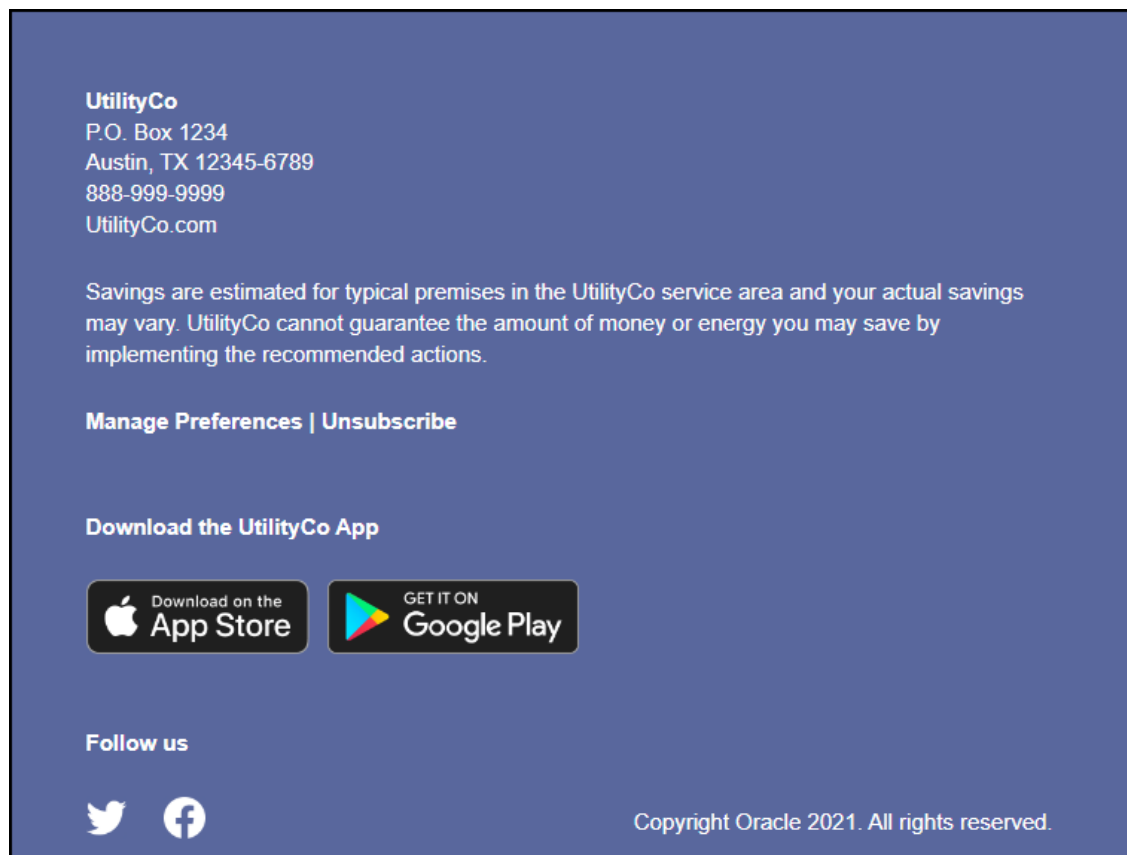 UtilityCo
P.O. Box 1234
Austin, TX 12345-6789
888-999-9999
UtilityCo.com
Savings are estimated for typical premises in the UtilityCo service area and your actual savings
may vary. UtilityCo cannot guarantee the amount of money or energy you may save by
implementing the recommended actions.
Manage Preferences | Unsubscribe
Download the UtilityCo App
Download on the
App Store
GET IT ON
Google Play
Follow us
Copyright Oracle 2021. All rights reserved.